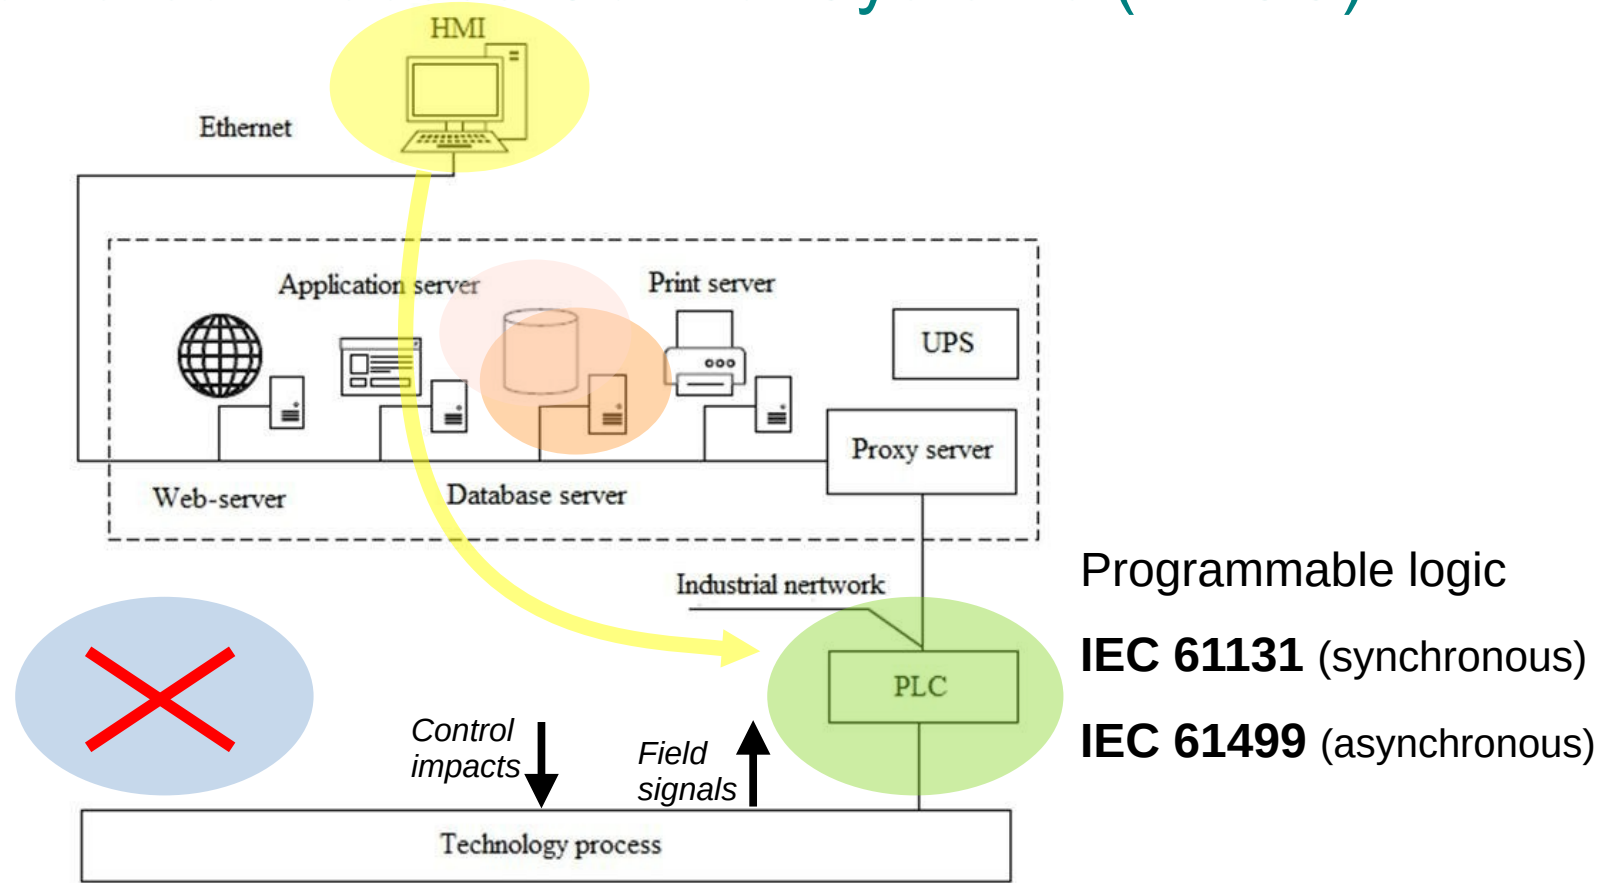 HMI
Ethernet
Application server
Print server
UPS
Proxy server
Web-server
Database server
Industrial nertwork
Programmable logic
IEC 61131 (synchronous)
PLC
IEC 61499 (asynchronous)
Control
impacts
Field
signals
Technology process